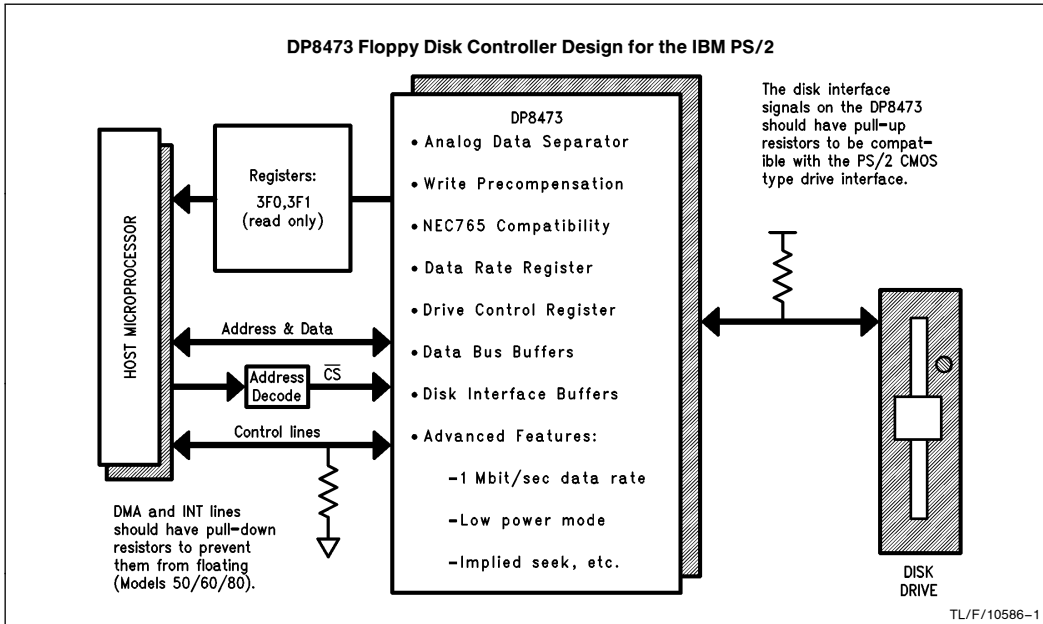 DP8473 Floppy Disk Controller Design for the IBM PS/2
HOST MICROPROCESSOR
Registers:
3F0,3F1
(read only)
Address & Data
Address
Decode
CS
Control lines
DMA and INT lines
should have pull-down
resistors to prevent
them from floating
(Models 50/60/80).
DP8473
• Analog Data Separator
• Write Precompensation
• NEC765 Compatibility
• Data Rate Register
• Drive Control Register
• Data Bus Buffers
• Disk Interface Buffers
• Advanced Features:
-1 Mbit/sec data rate
-Low power mode
-Implied seek, etc.
The disk interface
signals on the DP8473
should have pull-up
resistors to be compat-
ible with the PS/2 CMOS
type drive interface.
DISK
DRIVE
TL/F/10586-1